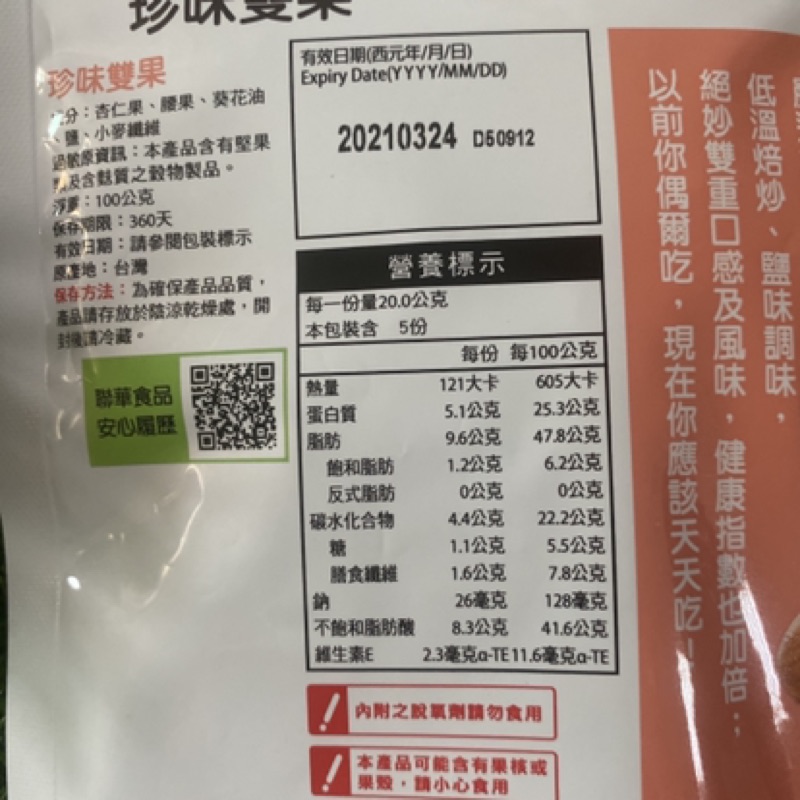 珍味雙果
珍味雙果
分：杏仁果、腰果、葵花油
、鹽、小麥纖維
過敏原資訊：本產品含有堅果
類及含麩質之穀物製品。
淨重：100公克
保存期限：360天
有效日期：請參閱包裝標示
原產地：台灣
保存方法：為確保產品品質，
產品請存放於陰涼乾燥處，開
封後請冷藏。
聯華食品
安心履歷
有效日期(西元年/月/日)
Expiry Date(YYYY/MM/DD)
20210324 D60912
營養標示
每一份量20.0公克
本包裝含 5份
每份 每100公克
熱量 121大卡 605大卡
蛋白質 5.1公克 25.3公克
脂肪 9.6公克 47.8公克
飽和脂肪 1.2公克 6.2公克
反式脂肪 0公克 0公克
碳水化合物 4.4公克 22.2公克
糖 1.1公克 5.5公克
膳食纖維 1.6公克 7.8公克
鈉 26毫克 128毫克
不飽和脂肪酸 8.3公克 41.6公克
維生素E 2.3毫克α-TE 11.6毫克α-TE
內附之脫氧劑請勿食用
本產品可能含有果核或
果殼，請小心食用
低溫焙炒、鹽味調味，
絕妙雙重口感及風味，健康指數也加倍；
以前你偶爾吃，現在你應該天天吃！